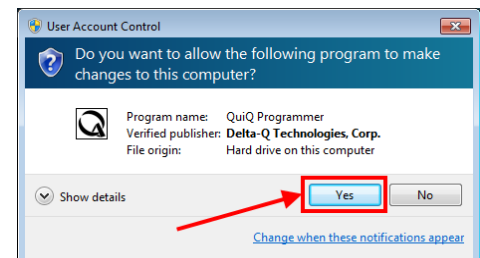 User Account Control
Do you want to allow the following program to make
changes to this computer?
Program name: QuiQ Programmer
Verified publisher: Delta-Q Technologies, Corp.
File origin: Hard drive on this computer
Show details
Yes No
Change when these notifications appear